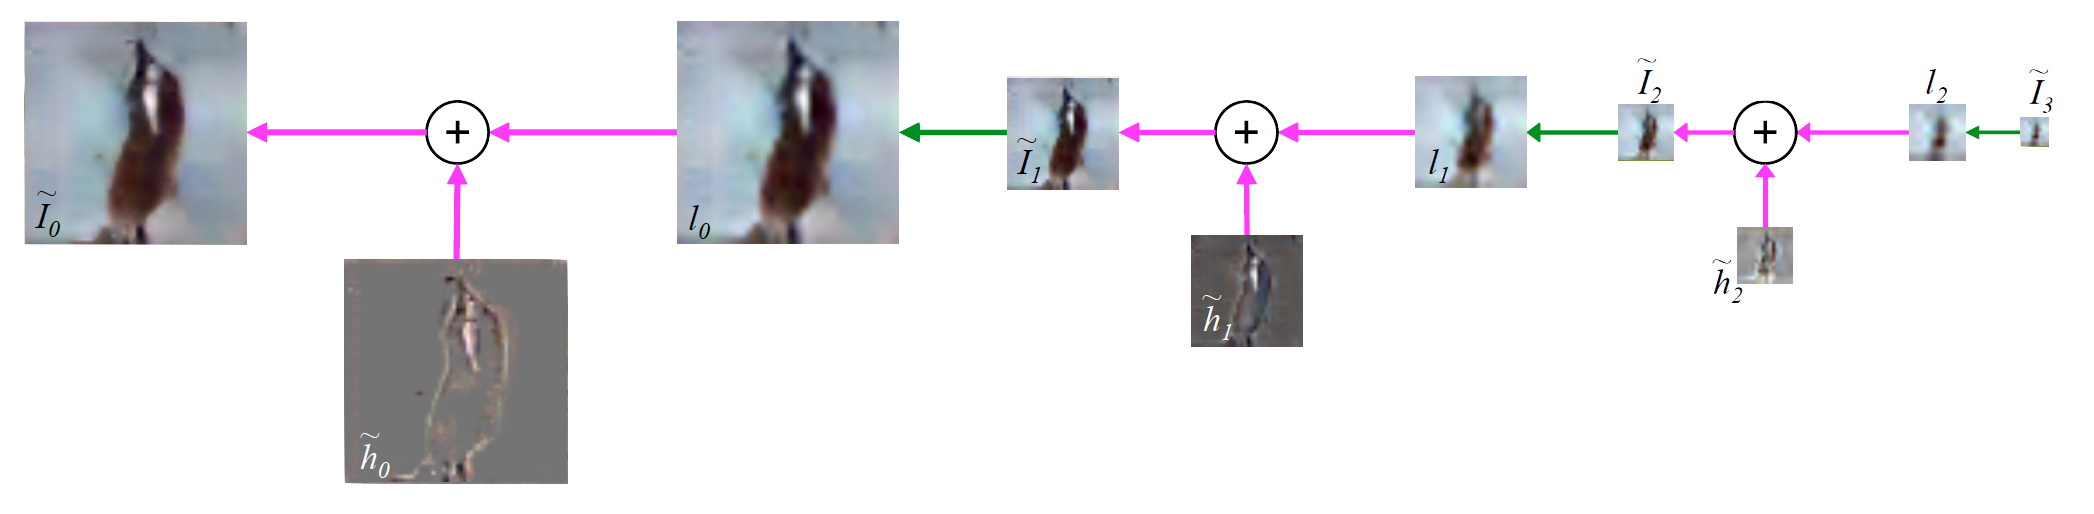 Ĩ₀
+
l₀
Ĩ₁
+
l₁
Ĩ₂
+
l₂
Ĩ₃
h̃₀
h̃₁
h̃₂